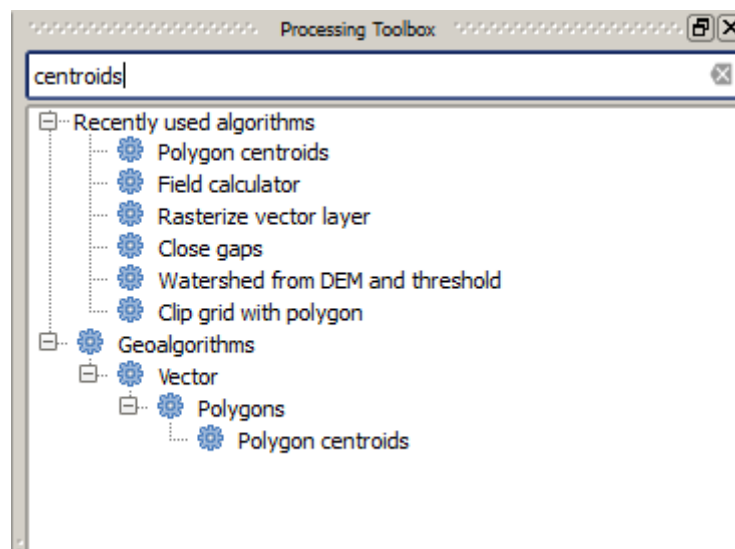 Processing Toolbox
centroids
Recently used algorithms
Polygon centroids
Field calculator
Rasterize vector layer
Close gaps
Watershed from DEM and threshold
Clip grid with polygon
Geoalgorithms
Vector
Polygons
Polygon centroids